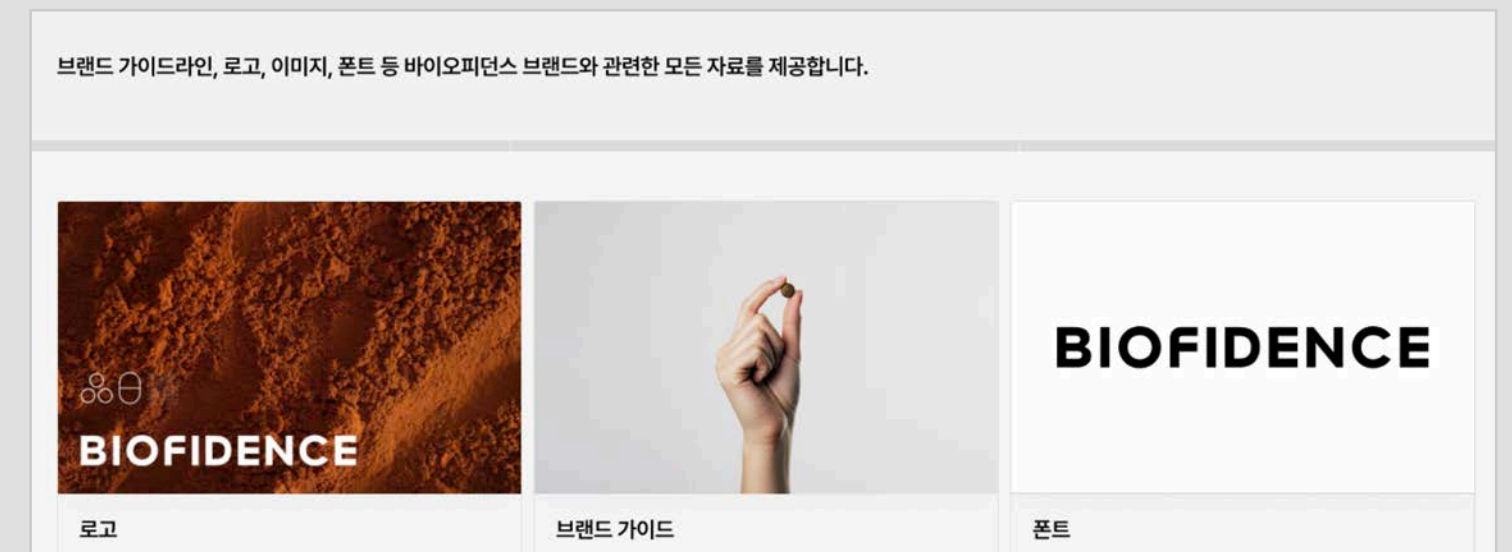 브랜드 가이드라인, 로고, 이미지, 폰트 등 바이오피던스 브랜드와 관련한 모든 자료를 제공합니다.
BIOFIDENCE
BIOFIDENCE
로고
브랜드 가이드
폰트